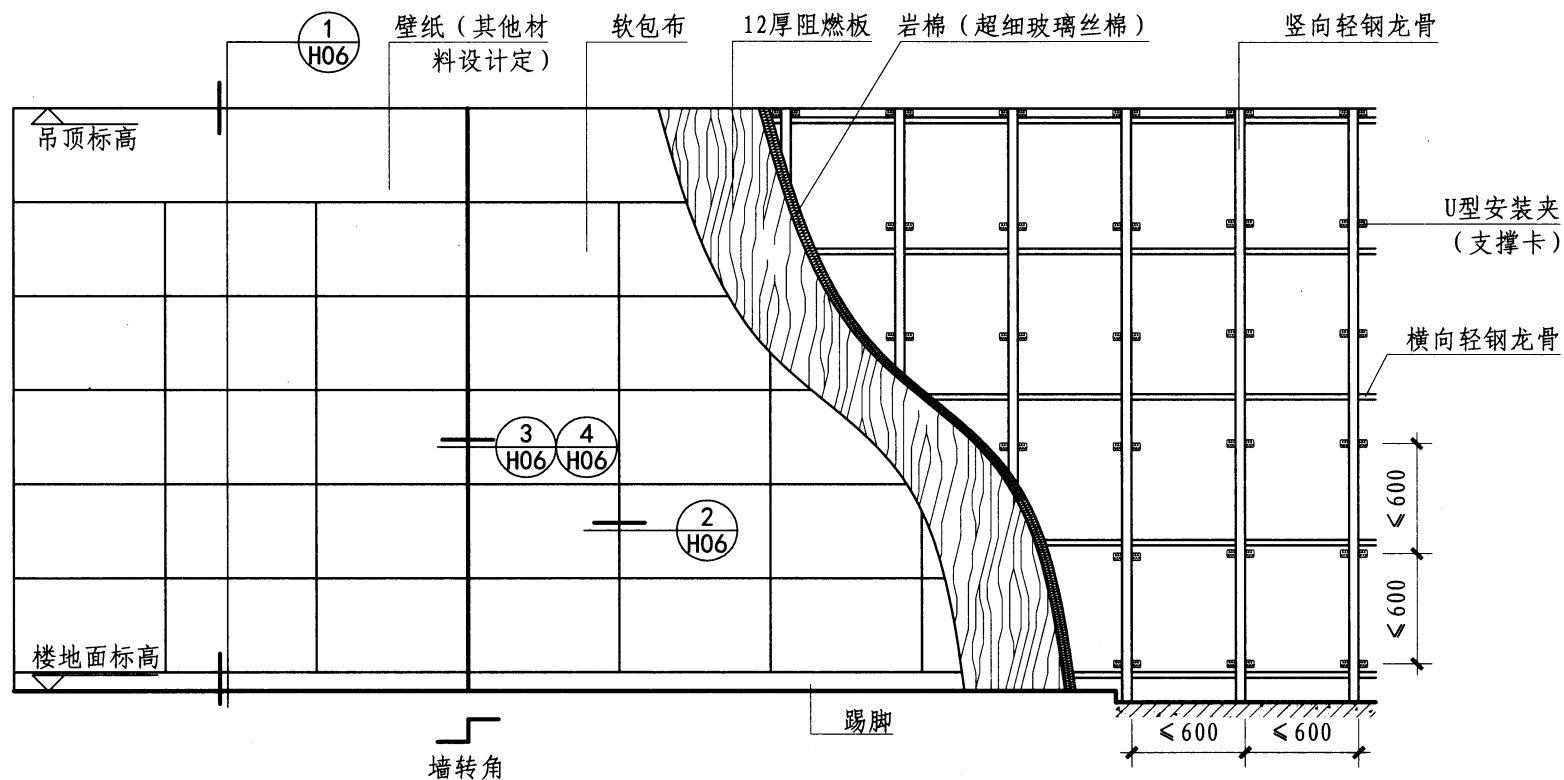 1
H06
壁纸（其他材
料设计定）
软包布
12厚阻燃板
岩棉（超细玻璃丝棉）
竖向轻钢龙骨
吊顶标高
U型安装夹
（支撑卡）
横向轻钢龙骨
3
H06
4
H06
2
H06
≤600
≤600
楼地面标高
踢脚
≤600
≤600
墙转角